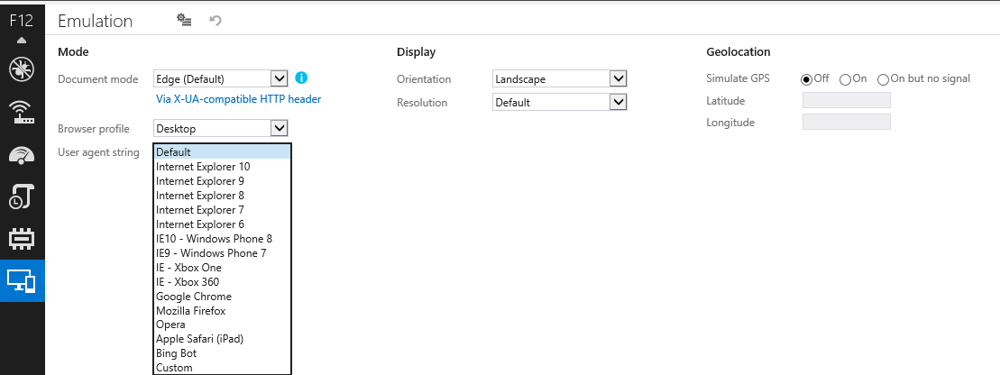 F12
Emulation
Mode
Document mode
Edge (Default)
Via X-UA-compatible HTTP header
Browser profile
Desktop
User agent string
Default
Internet Explorer 10
Internet Explorer 9
Internet Explorer 8
Internet Explorer 7
Internet Explorer 6
IE10 - Windows Phone 8
IE9 - Windows Phone 7
IE - Xbox One
IE - Xbox 360
Google Chrome
Mozilla Firefox
Opera
Apple Safari (iPad)
Bing Bot
Custom
Display
Orientation
Landscape
Resolution
Default
Geolocation
Simulate GPS
Off
On
On but no signal
Latitude
Longitude